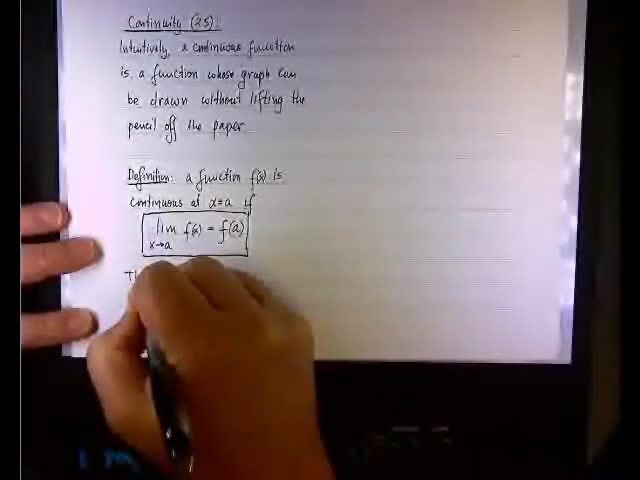 Continuity (2.5)
Intuitively, a continuous function
is a function whose graph can
be drawn without lifting the
pencil off the paper
Definition: a function f(x) is
continuous at x=a if
lim f(x) = f(a)
x→a